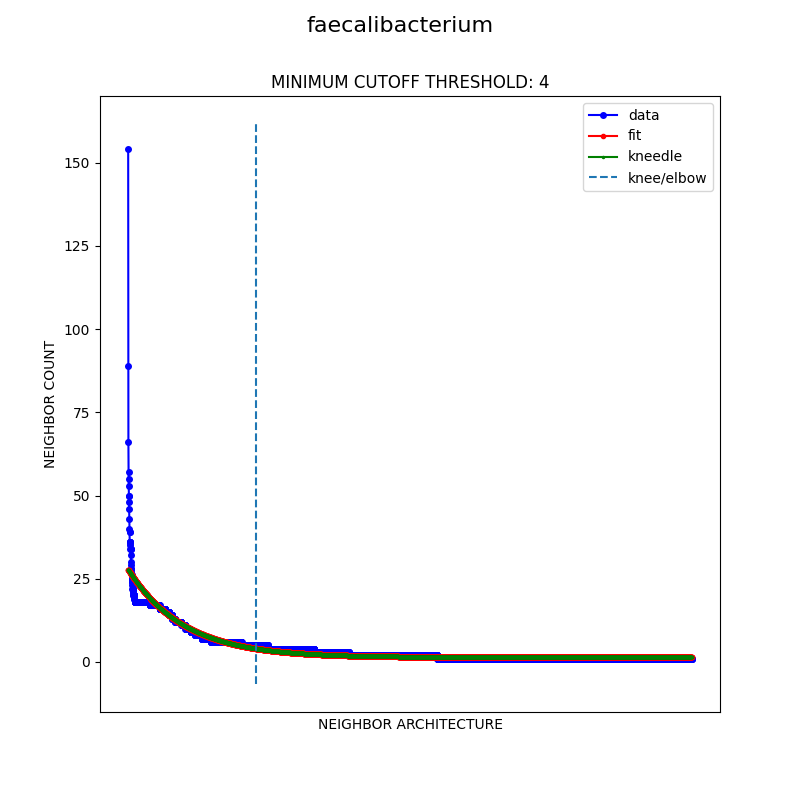 faecalibacterium
MINIMUM CUTOFF THRESHOLD: 4
data
fit
kneedle
knee/elbow
150
125
100
75
50
25
0
NEIGHBOR COUNT
NEIGHBOR ARCHITECTURE